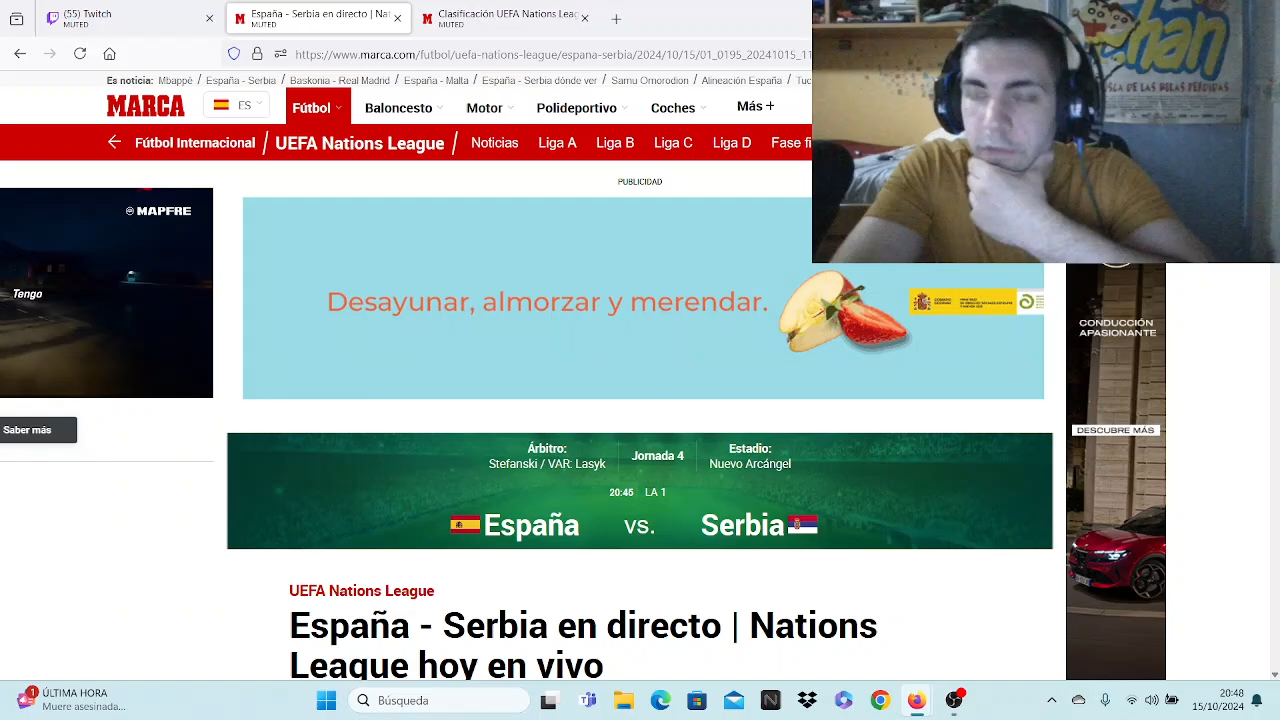 (55) Twitch
MUTED
España - Serbia en directo | Nat
MUTED
Clasificación UEFA Nations League
MUTED
https://www.marca.com/futbol/uefa-nations-league/espana-serbia/2024/10/15/01_0195_20241015_1
Es noticia: Mbappé / España - Serbia / Baskonia - Real Madrid / España - Malta / España - Serbia dónde ver / Samu Omorodion / Alineación España / Tuc
MARCA
ES
Fútbol
Baloncesto
Motor
Polideportivo
Coches
Más +
Fútbol Internacional / UEFA Nations League / Noticias Liga A Liga B Liga C Liga D Fase fi
PUBLICIDAD
MAPFRE
Tengo
Saber más
Desayunar, almorzar y merendar.
CONDUCCIÓN
APASIONANTE
DESCUBRE MÁS
Árbitro:
Stefanski / VAR: Lasyk
Jornada 4
Estadio:
Nuevo Arcángel
20:45 LA 1
España vs. Serbia
UEFA Nations League
España - Serbia en directo | Nations
League hoy en vivo
1
ÚLTIMA HORA
Buscar
20:48
15/10/2024